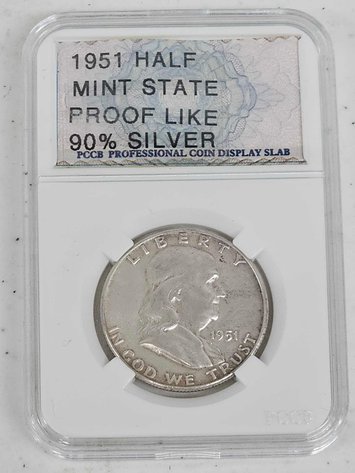 1951 HALF
MINT STATE
PROOF LIKE
90% SILVER
PCCB PROFESSIONAL COIN DISPLAY SLAB
LIBERTY
1951
IN GOD WE TRUST
PCCB